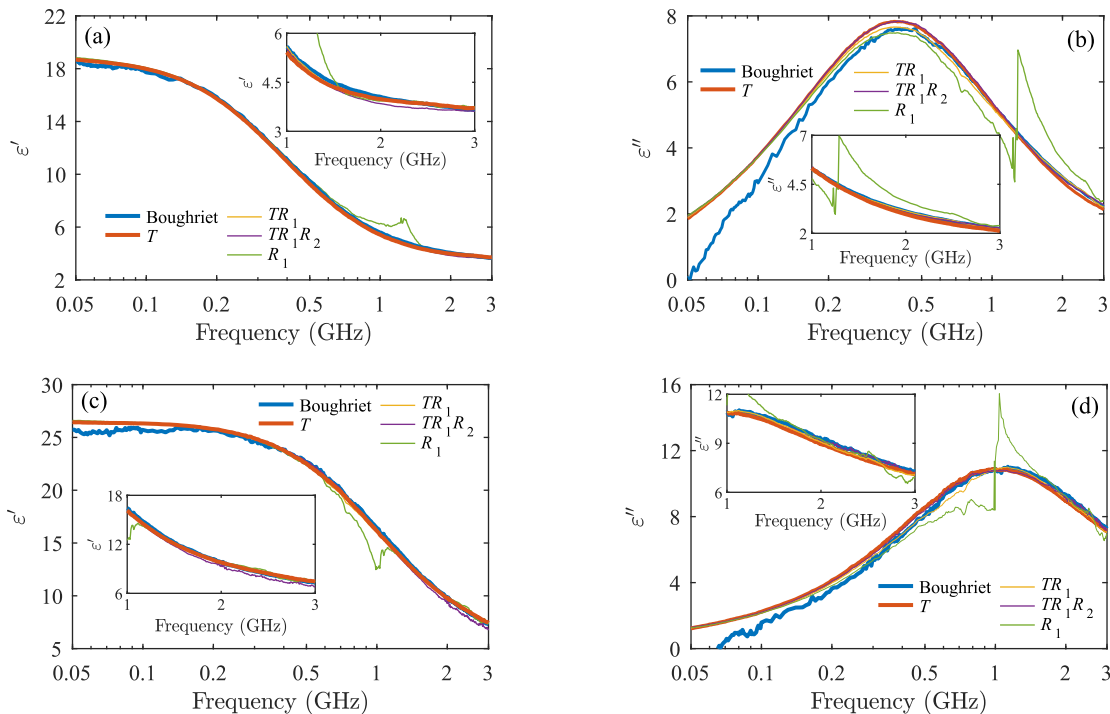 (a)
22
18
14
10
6
2
ε′
0.05 0.1 0.2 0.5 1 2 3
Frequency (GHz)
Boughriet
T
TR1
TR1R2
R1
6
4.5
3
ε′
1 2 3
Frequency (GHz)
(b)
8
6
4
2
0
ε″
0.05 0.1 0.2 0.5 1 2 3
Frequency (GHz)
Boughriet
T
TR1
TR1R2
R1
7
4.5
2
ε″
1 2 3
Frequency (GHz)
(c)
30
25
20
15
10
5
ε′
0.05 0.1 0.2 0.5 1 2 3
Frequency (GHz)
Boughriet
T
TR1
TR1R2
R1
18
12
6
ε′
1 2 3
Frequency (GHz)
(d)
16
12
8
4
0
ε″
0.05 0.1 0.2 0.5 1 2 3
Frequency (GHz)
Boughriet
T
TR1
TR1R2
R1
12
9
6
ε″
1 2 3
Frequency (GHz)